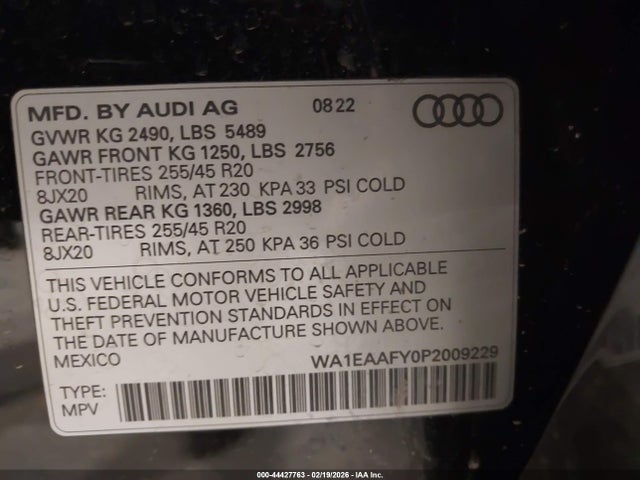 MFD. BY AUDI AG 08 22
GVWR KG 2490, LBS 5489
GAWR FRONT KG 1250, LBS 2756
FRONT-TIRES 255/45 R20
8JX20 RIMS, AT 230 KPA 33 PSI COLD
GAWR REAR KG 1360, LBS 2998
REAR-TIRES 255/45 R20
8JX20 RIMS, AT 250 KPA 36 PSI COLD
THIS VEHICLE CONFORMS TO ALL APPLICABLE
U.S. FEDERAL MOTOR VEHICLE SAFETY AND
THEFT PREVENTION STANDARDS IN EFFECT ON
THE DATE OF MANUFACTURE SHOWN ABOVE.
MEXICO WA1EAAFY0P2009229
TYPE:
MPV
000-44427763 - 02/19/2026 - IAA Inc.